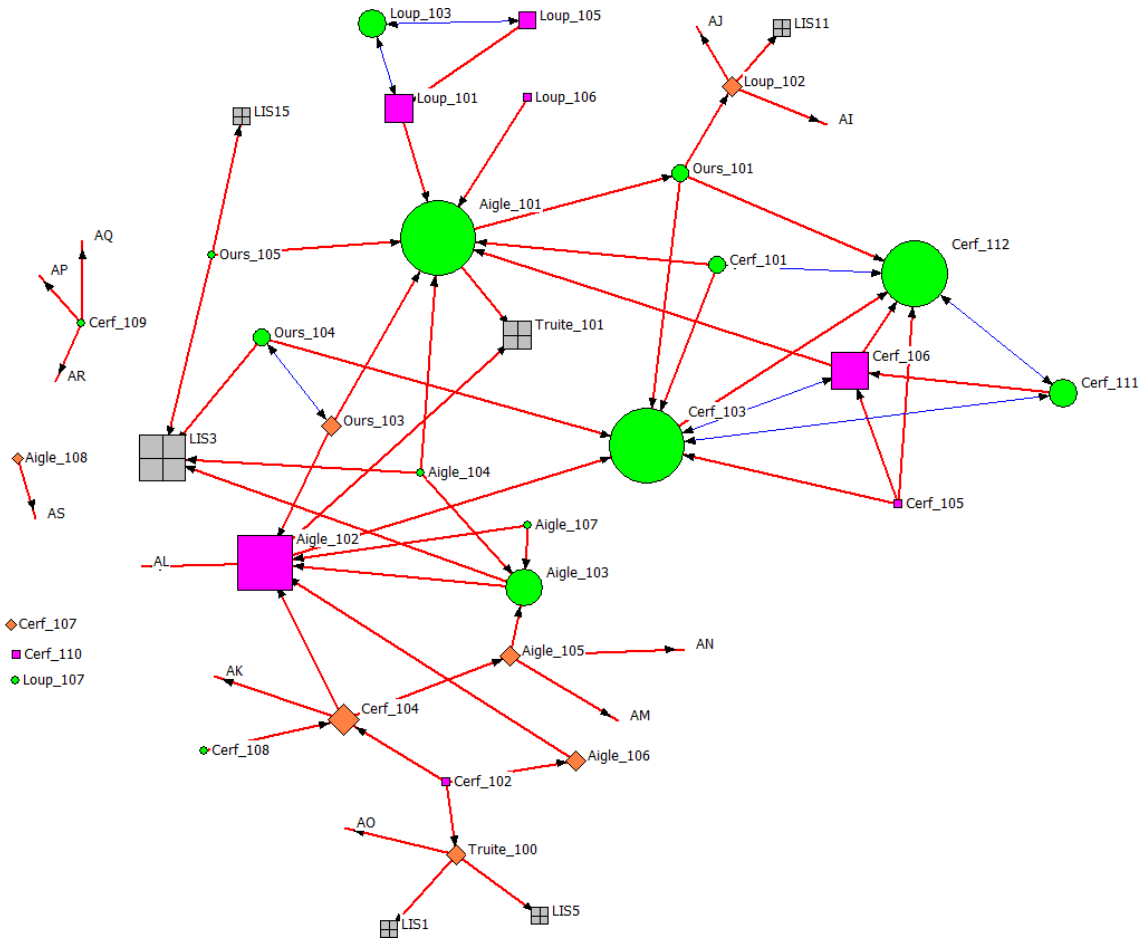 Loup_103
Loup_105
AJ
LIS11
Loup_102
Loup_101
Loup_106
LIS15
AI
Ours_101
Aigle_101
AQ
Cerf_112
Ours_105
Cerf_101
AP
Cerf_109
Ours_104
Truite_101
Cerf_106
AR
Cerf_111
Cerf_103
Ours_103
LIS3
Aigle_108
Aigle_104
Cerf_105
AS
Aigle_107
Aigle_102
AL
Aigle_103
Cerf_107
AN
Aigle_105
Cerf_110
AK
Loup_107
Cerf_104
AM
Cerf_108
Aigle_106
Cerf_102
AO
Truite_100
LIS5
LIS1